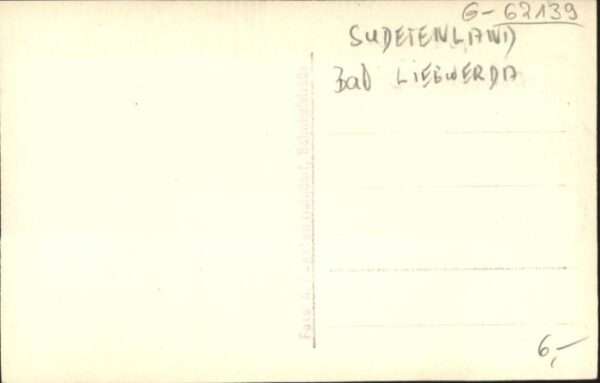 G-62139
SUDETENLAND
Bad LIEBWERDA
6,-